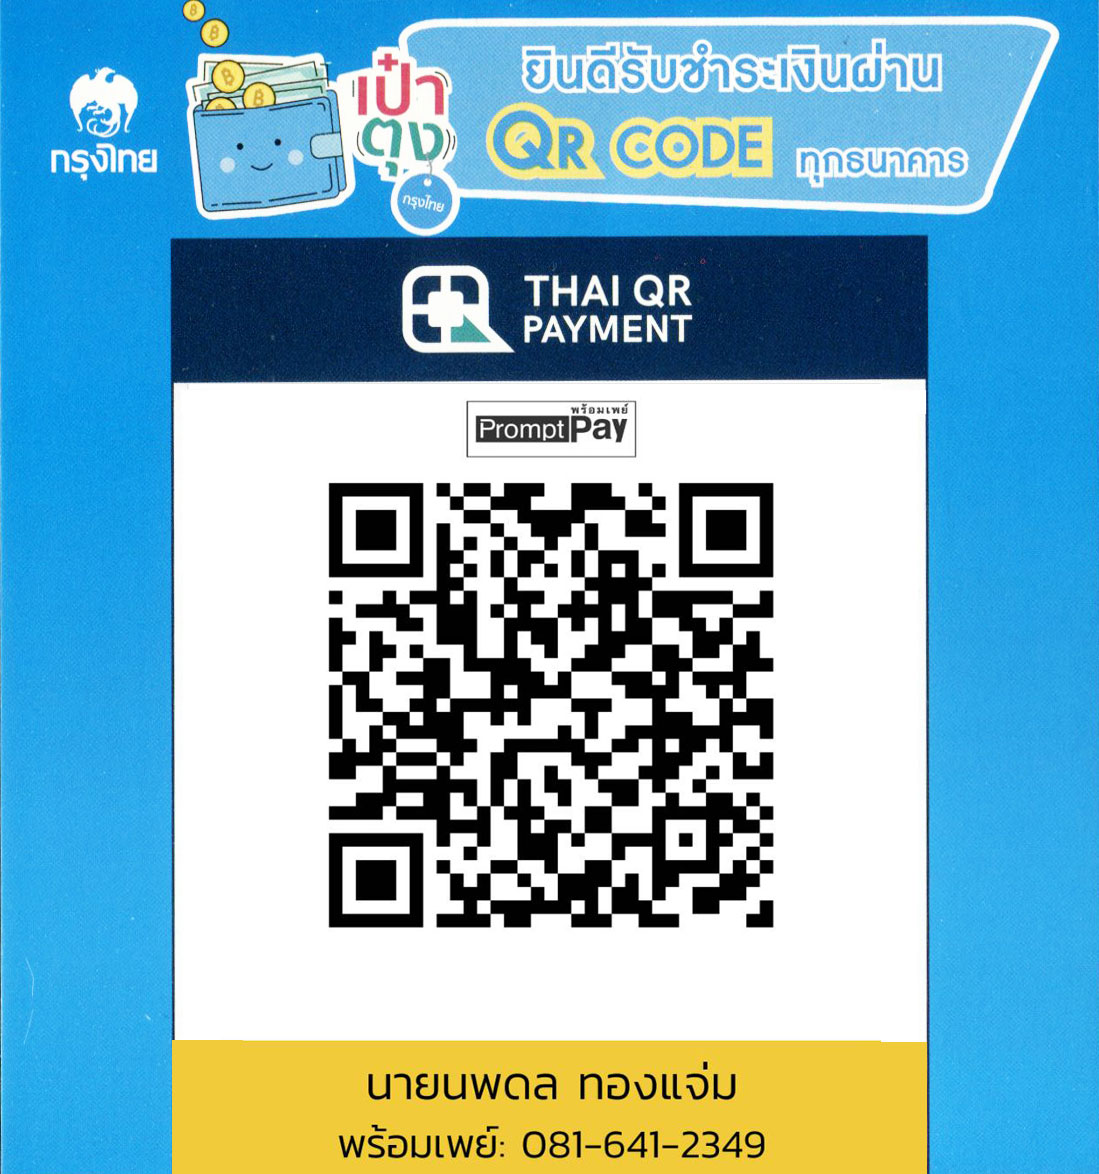 กรุงไทย
เป๋า
ตุง
กรุงไทย
ยินดีรับชำระเงินผ่าน
QR CODE ทุกธนาคาร
THAI QR
PAYMENT
พร้อมเพย์
PromptPay
นายนพดล ทองแจ่ม
พร้อมเพย์: 081-641-2349